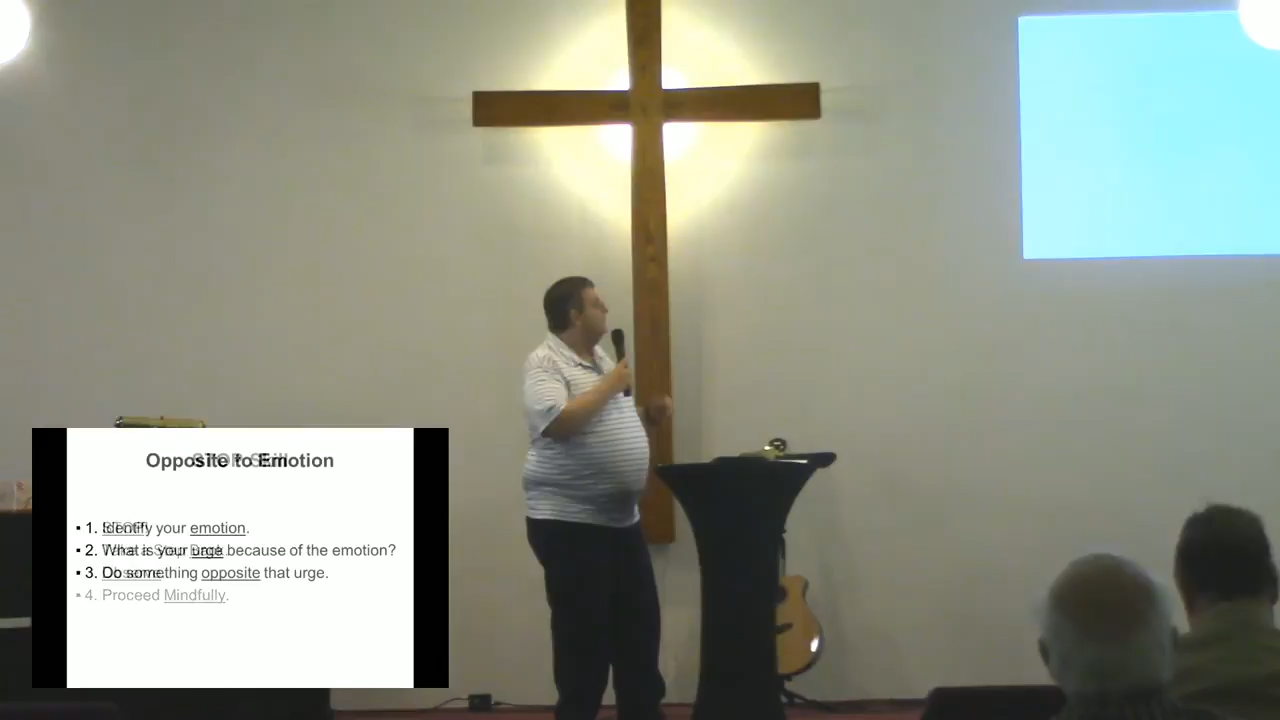 Opposite to Emotion
▪ 1. Identify your emotion.
▪ 2. What is your urge because of the emotion?
▪ 3. Do something opposite that urge.
▪ 4. Proceed Mindfully.